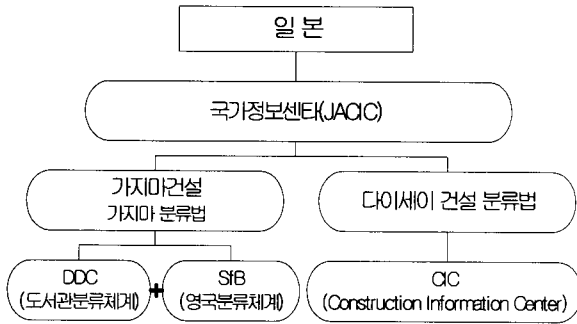 일본
국가정보센타(JACIC)
가지마건설
가지마 분류법
다이세이 건설 분류법
DDC
(도서관분류체계)
+
SfB
(영국분류체계)
CIC
(Construction Information Center)